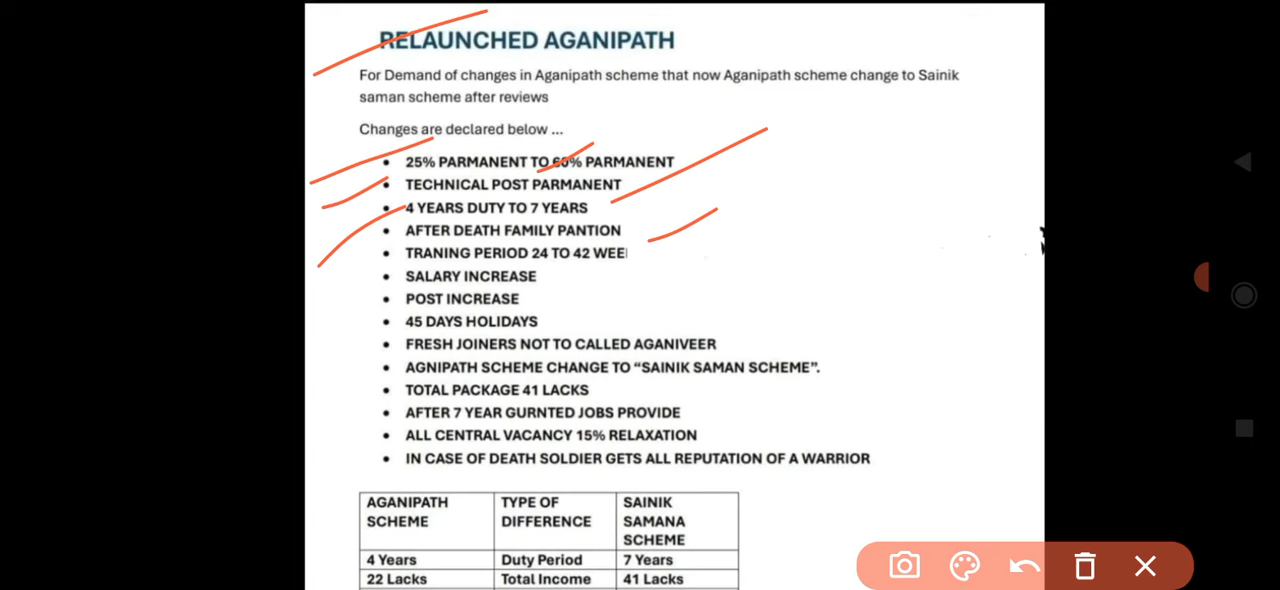 RELAUNCHED AGANIPATH
For Demand of changes in Aganipath scheme that now Aganipath scheme change to Sainik
saman scheme after reviews
Changes are declared below ...
• 25% PARMANENT TO 60% PARMANENT
• TECHNICAL POST PARMANENT
• 4 YEARS DUTY TO 7 YEARS
• AFTER DEATH FAMILY PANTION
• TRANING PERIOD 24 TO 42 WEE
• SALARY INCREASE
• POST INCREASE
• 45 DAYS HOLIDAYS
• FRESH JOINERS NOT TO CALLED AGANIVEER
• AGNIPATH SCHEME CHANGE TO “SAINIK SAMAN SCHEME”.
• TOTAL PACKAGE 41 LACKS
• AFTER 7 YEAR GURNTED JOBS PROVIDE
• ALL CENTRAL VACANCY 15% RELAXATION
• IN CASE OF DEATH SOLDIER GETS ALL REPUTATION OF A WARRIOR
AGANIPATH SCHEME TYPE OF DIFFERENCE SAINIK SAMANA SCHEME
4 Years Duty Period 7 Years
22 Lacks Total Income 41 Lacks